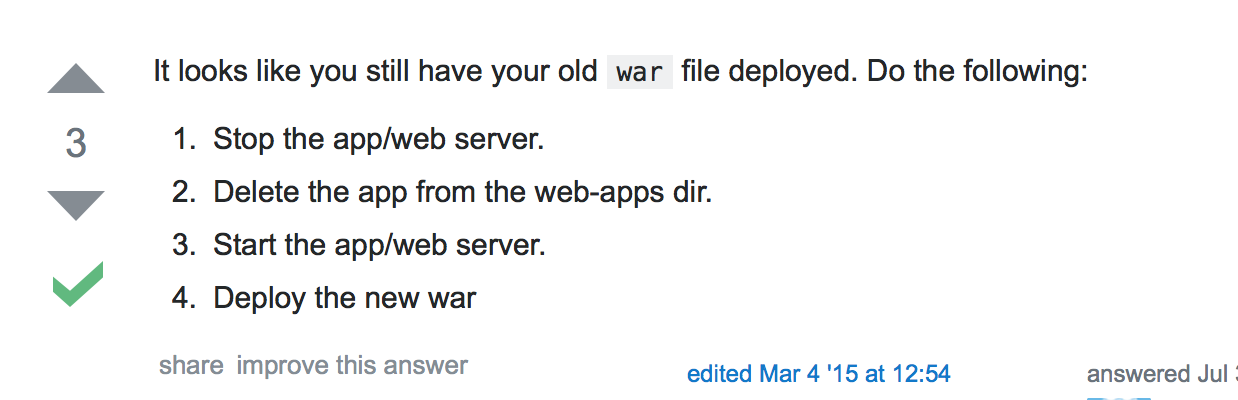 It looks like you still have your old war file deployed. Do the following:
3
1. Stop the app/web server.
2. Delete the app from the web-apps dir.
3. Start the app/web server.
4. Deploy the new war
share improve this answer
edited Mar 4 '15 at 12:54
answered Jul